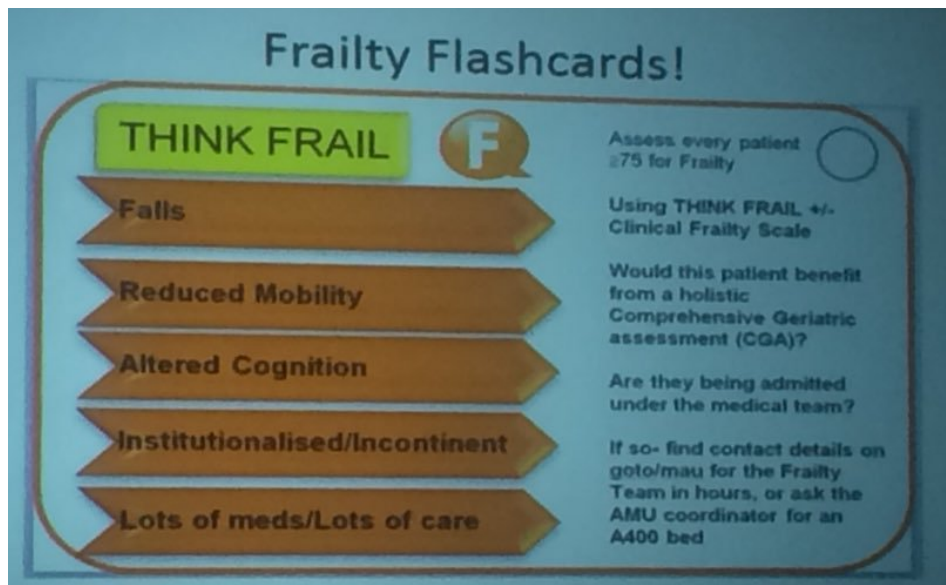 Frailty Flashcards!
THINK FRAIL
F
Falls
Reduced Mobility
Altered Cognition
Institutionalised/Incontinent
Lots of meds/Lots of care
Assess every patient
≥75 for Frailty
Using THINK FRAIL +/-
Clinical Frailty Scale
Would this patient benefit
from a holistic
Comprehensive Geriatric
assessment (CGA)?
Are they being admitted
under the medical team?
If so- find contact details on
goto/mau for the Frailty
Team in hours, or ask the
AMU coordinator for an
A400 bed